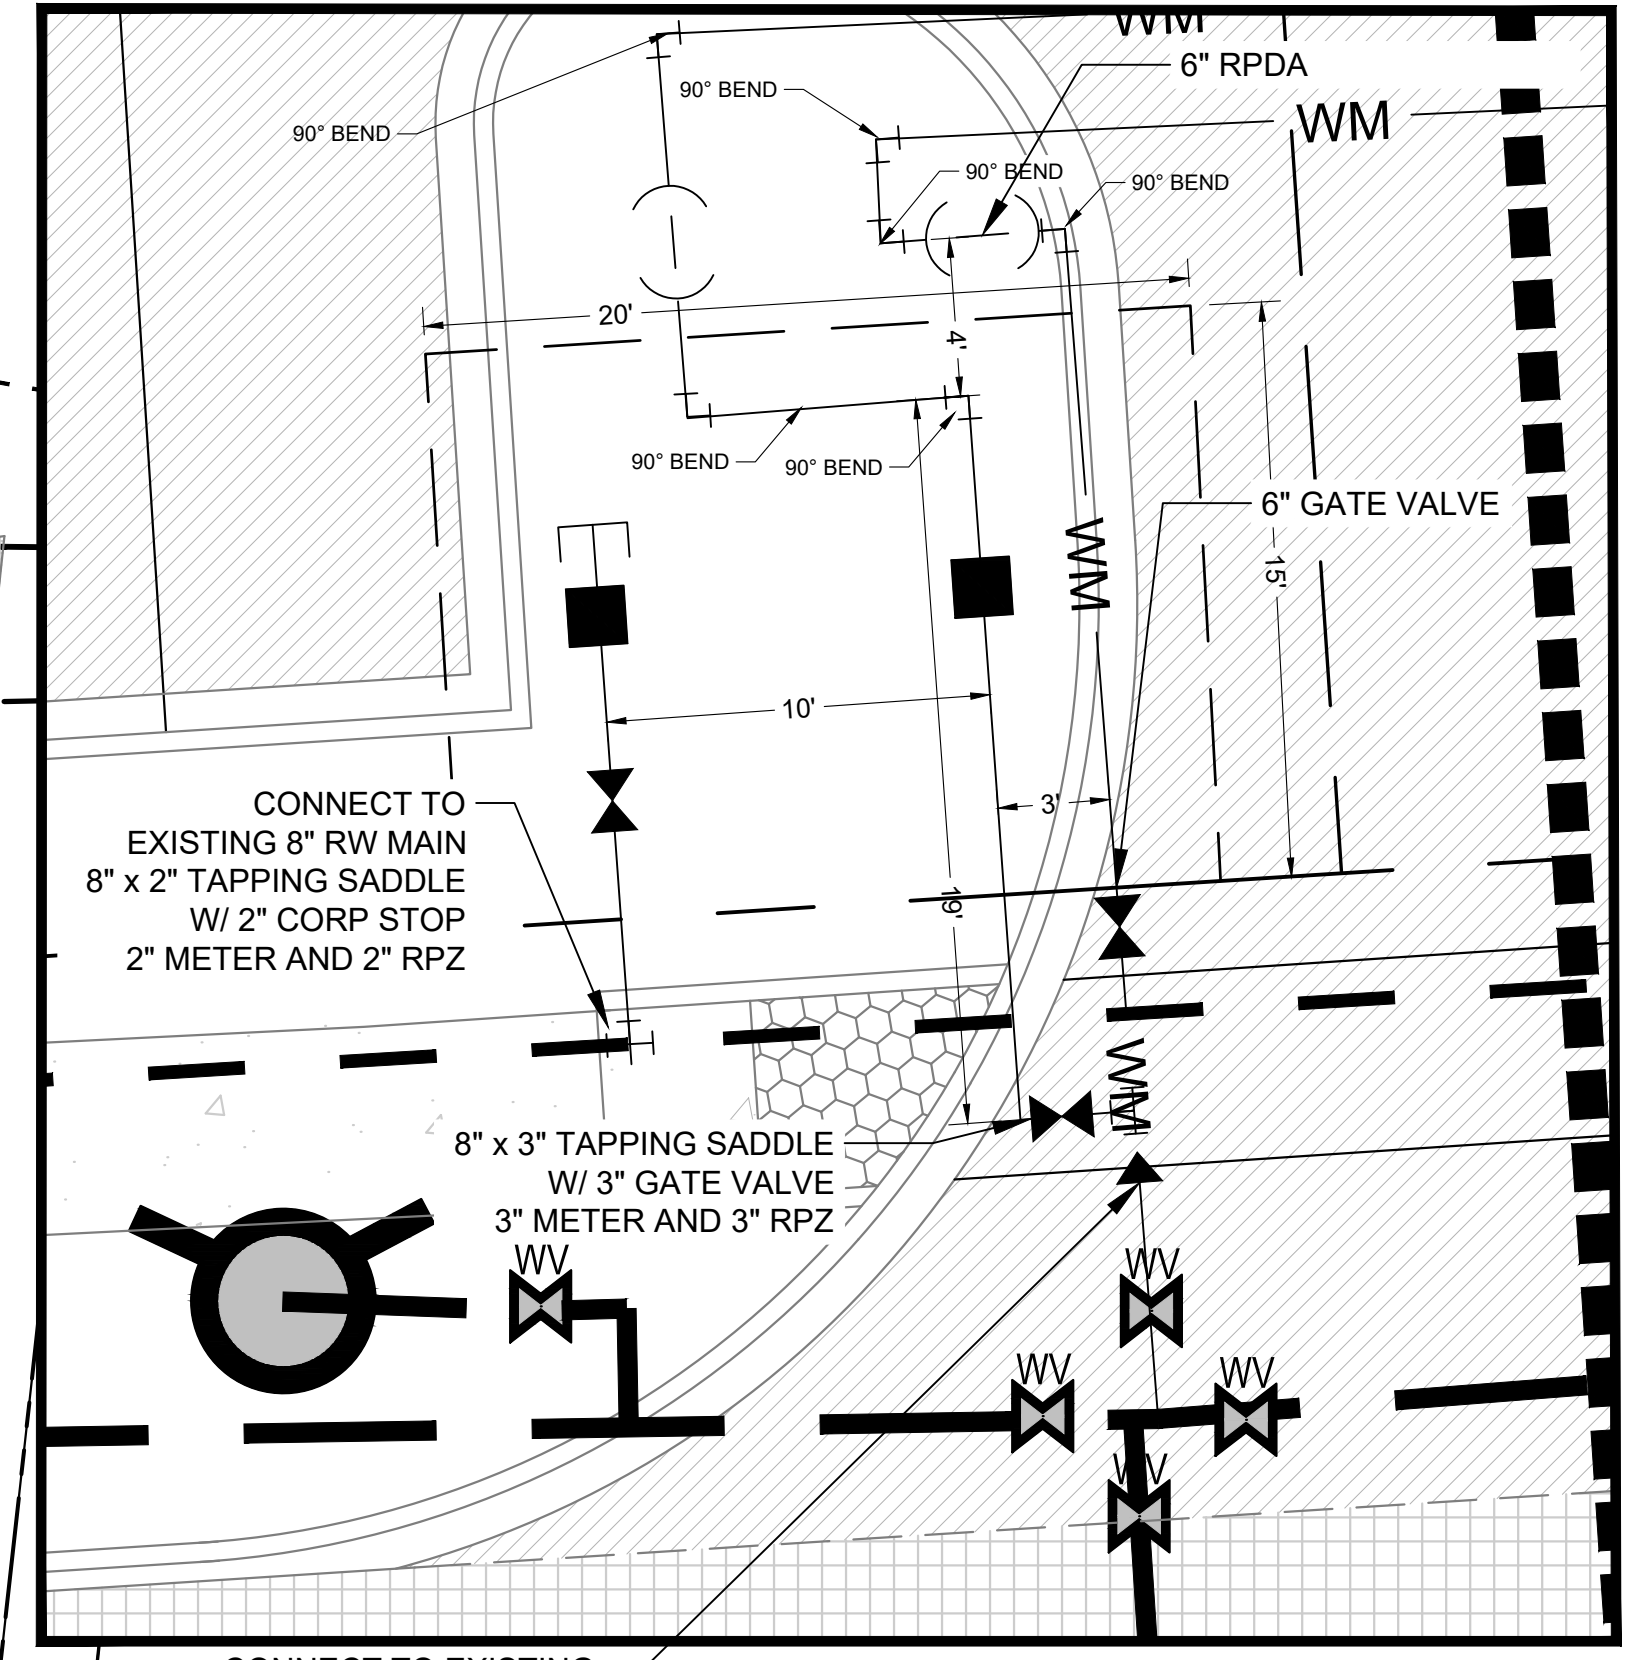 WM
6" RPDA
90° BEND
WM
90° BEND
90° BEND
90° BEND
20'
4'
90° BEND
90° BEND
6" GATE VALVE
WM
15'
10'
3'
CONNECT TO
EXISTING 8" RW MAIN
8" x 2" TAPPING SADDLE
W/ 2" CORP STOP
2" METER AND 2" RPZ
19'
WM
8" x 3" TAPPING SADDLE
W/ 3" GATE VALVE
3" METER AND 3" RPZ
WV
WV
WV
WV
WV
CONNECT TO EXISTING